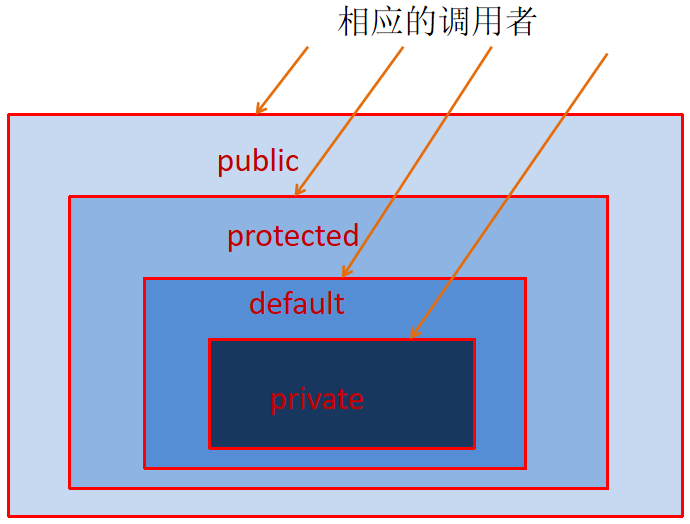 相应的调用者
public
protected
default
private